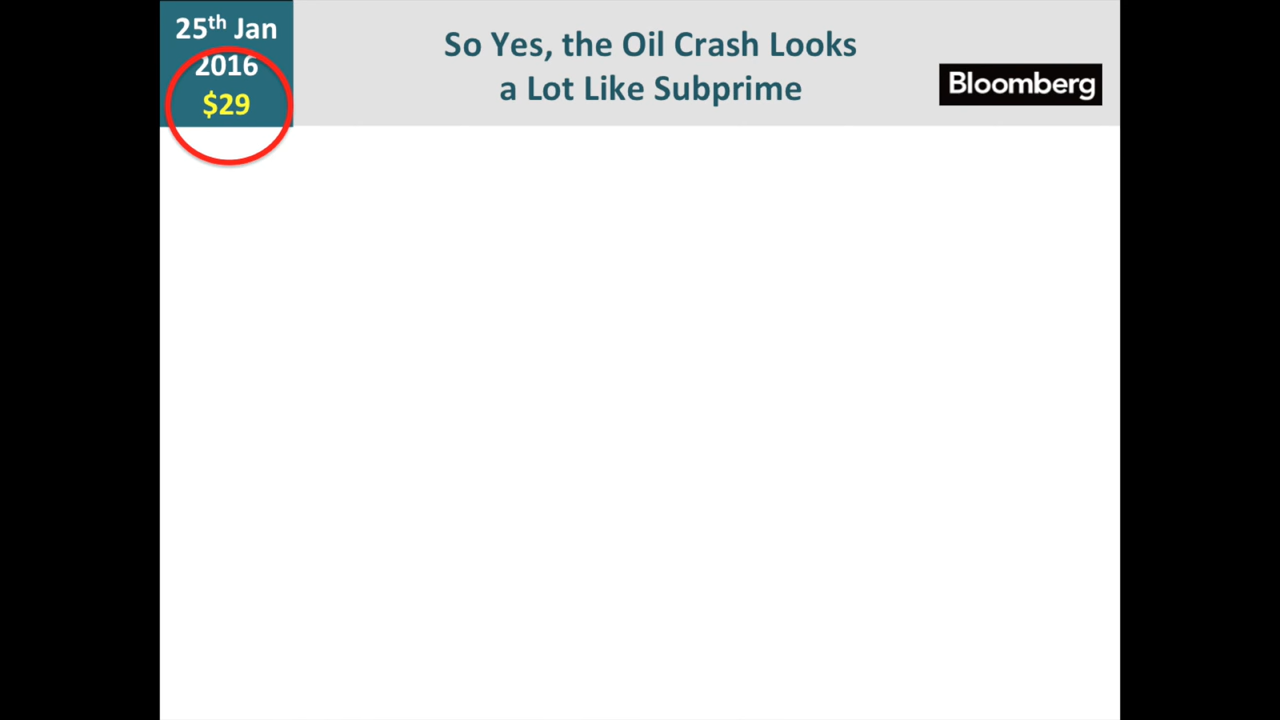 25th Jan
2016
$29
So Yes, the Oil Crash Looks
a Lot Like Subprime
Bloomberg